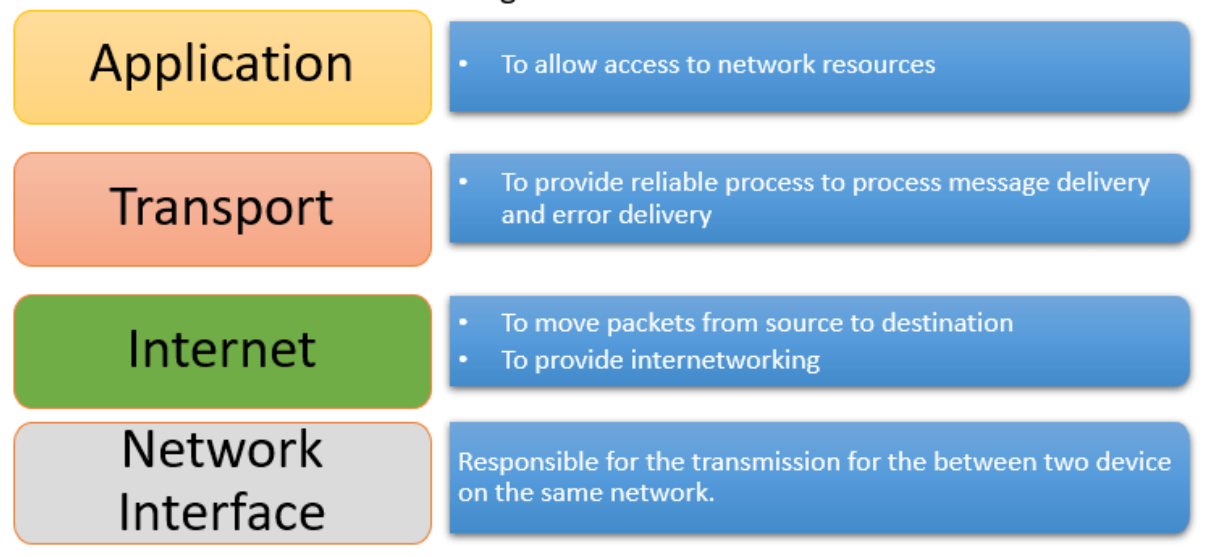 Application
• To allow access to network resources
Transport
• To provide reliable process to process message delivery
and error delivery
Internet
• To move packets from source to destination
• To provide internetworking
Network
Interface
Responsible for the transmission for the between two device
on the same network.